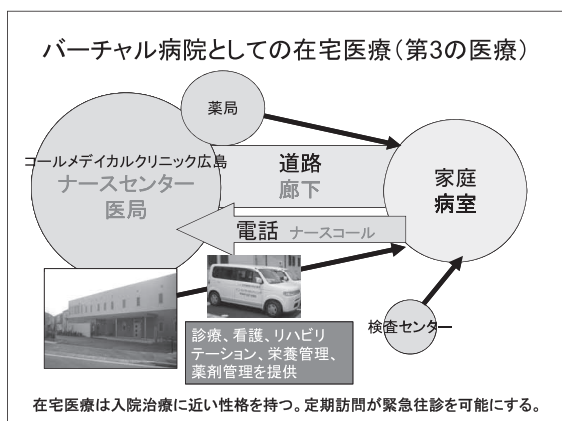 バーチャル病院としての在宅医療(第3の医療)
薬局
コールメディカルクリニック広島
ナースセンター
医局
道路
廊下
家庭
病室
電話 ナースコール
検査センター
診療、看護、リハビリ
テーション、栄養管理、
薬剤管理を提供
在宅医療は入院治療に近い性格を持つ。定期訪問が緊急往診を可能にする。